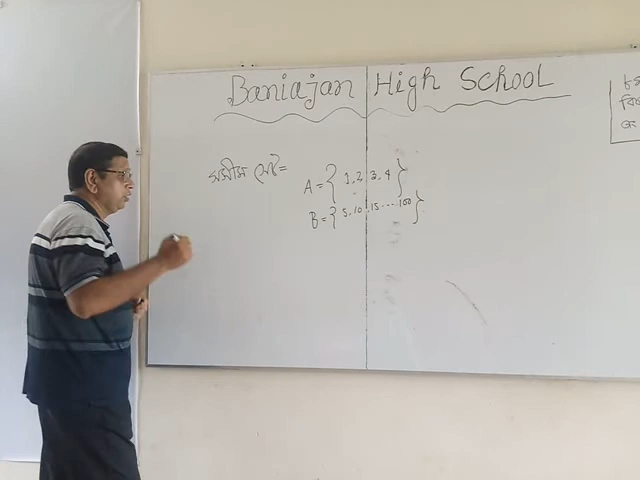 Baniajan High School
সসীম সেট=
A = { 1, 2, 3, 4 }
B = { 5, 10, 15 --- 100 }